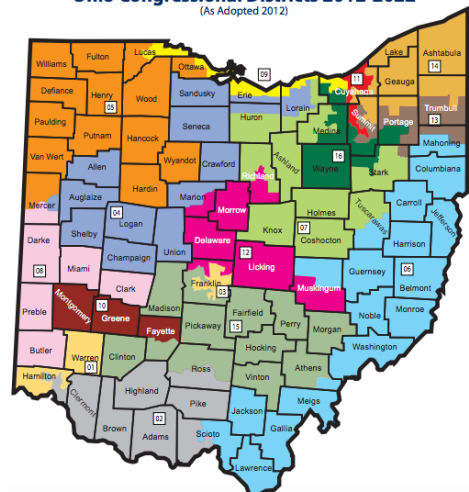 Ohio Congressional Districts 2012-2022
(As Adopted 2012)
Williams
Fulton
Lucas
Ottawa
09
Lake
Ashtabula
14
Geauga
11
Cuyahoga
Defiance
Henry
05
Wood
Sandusky
Erie
Lorain
Huron
Medina
Summit
Portage
Trumbull
13
Mahoning
Paulding
Putnam
Hancock
Seneca
Van Wert
Allen
Wyandot
Crawford
Richland
Ashland
16
Wayne
Stark
Columbiana
Hardin
Mercer
Auglaize
04
Logan
Marion
Morrow
Holmes
Tuscarawas
Carroll
Jefferson
Darke
Shelby
Union
Delaware
Knox
07
Coshocton
Harrison
08
Miami
Champaign
12
Licking
Guernsey
06
Belmont
Clark
Franklin
03
Muskingum
Preble
Montgomery
10
Greene
Madison
Fairfield
15
Perry
Morgan
Noble
Monroe
Fayette
Pickaway
Washington
Butler
Warren
01
Clinton
Hocking
Athens
Hamilton
Clermont
Ross
Vinton
Highland
Pike
Meigs
02
Jackson
Brown
Adams
Scioto
Gallia
Lawrence